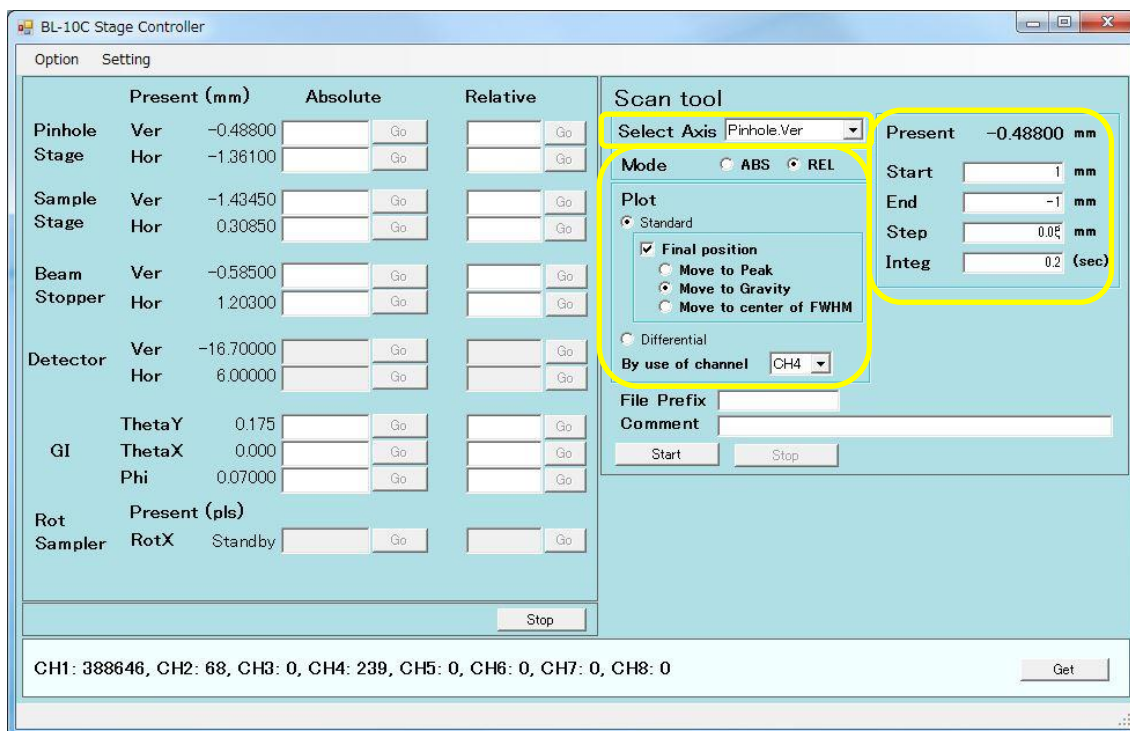 BL-10C Stage Controller
Option Setting
Present (mm) Absolute Relative
Pinhole Stage
Ver -0.48800 Go Go
Hor -1.36100 Go Go
Sample Stage
Ver -1.43450 Go Go
Hor 0.30850 Go Go
Beam Stopper
Ver -0.58500 Go Go
Hor 1.20300 Go Go
Detector
Ver -16.70000 Go Go
Hor 6.00000 Go Go
GI
ThetaY 0.175 Go Go
ThetaX 0.000 Go Go
Phi 0.07000 Go Go
Rot Sampler
Present (pls)
RotX Standby Go Go
Stop
Scan tool
Select Axis Pinhole.Ver
Mode ABS REL
Plot
Standard
Final position
Move to Peak
Move to Gravity
Move to center of FWHM
Differential
By use of channel CH4
Present -0.48800 mm
Start 1 mm
End -1 mm
Step mm
Integ 0.2 (sec)
File Prefix
Comment
Start Stop
CH1: 388646, CH2: 68, CH3: 0, CH4: 239, CH5: 0, CH6: 0, CH7: 0, CH8: 0
Get